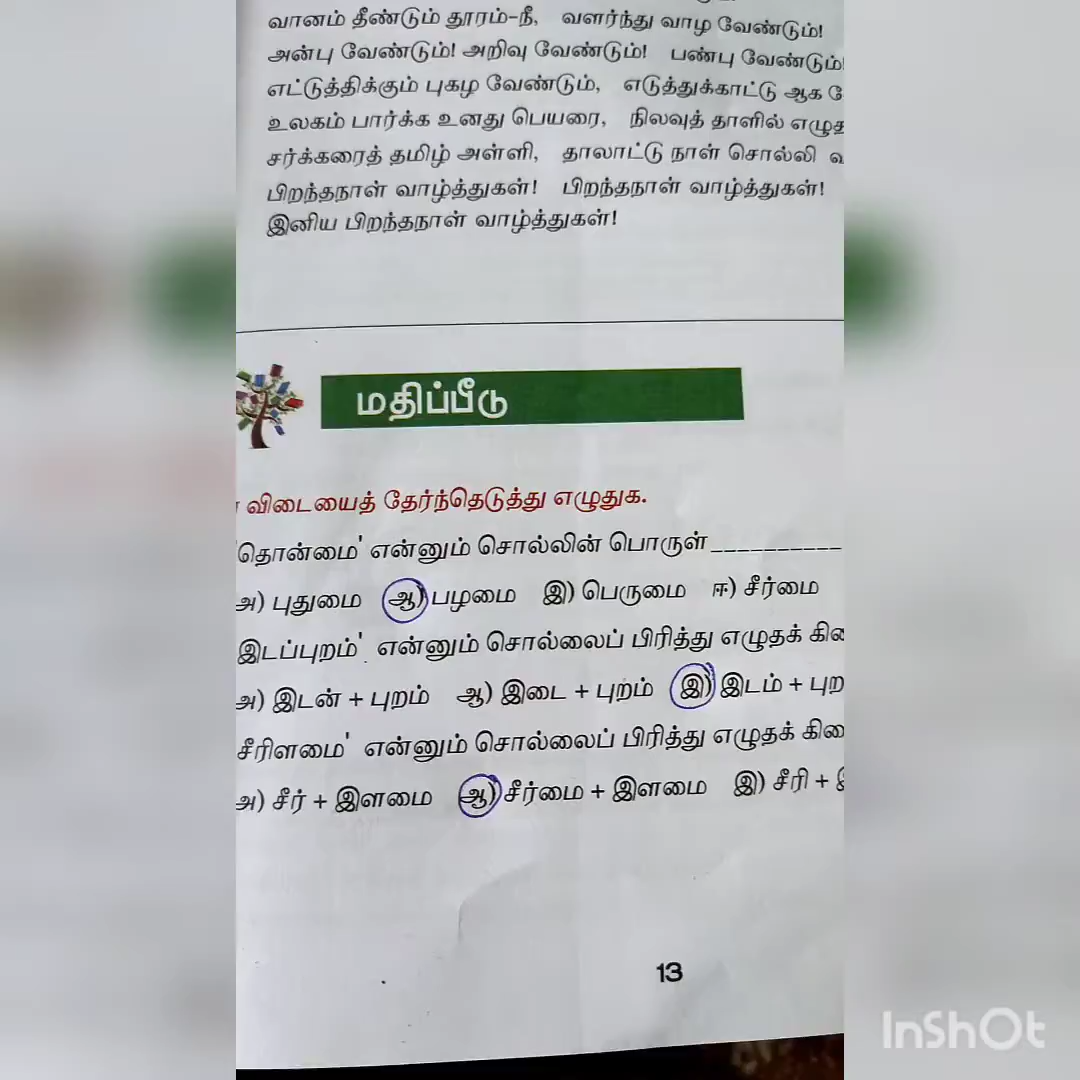 வானம் தீண்டும் தூரம்-நீ, வளர்ந்து வாழ வேண்டும்!
அன்பு வேண்டும்! அறிவு வேண்டும்! பண்பு வேண்டும்
எட்டுத்திக்கும் புகழ வேண்டும், எடுத்துக்காட்டு ஆக
உலகம் பார்க்க உனது பெயரை, நிலவுத் தாளில் எழுத
சர்க்கரைத் தமிழ் அள்ளி, தாலாட்டு நாள் சொல்லி
பிறந்தநாள் வாழ்த்துகள்! பிறந்தநாள் வாழ்த்துகள்!
இனிய பிறந்தநாள் வாழ்த்துகள்!
மதிப்பீடு
விடையைத் தேர்ந்தெடுத்து எழுதுக.
'தொன்மை' என்னும் சொல்லின் பொருள் __________
அ) புதுமை ஆ) பழமை இ) பெருமை ஈ) சீர்மை
இடப்புறம்' என்னும் சொல்லைப் பிரித்து எழுதக்
அ) இடன் + புறம் ஆ) இடை + புறம் இ) இடம் + புற
சீரிளமை' என்னும் சொல்லைப் பிரித்து எழுதக்
அ) சீர் + இளமை ஆ) சீர்மை + இளமை இ) சீரி +
13
InShOt